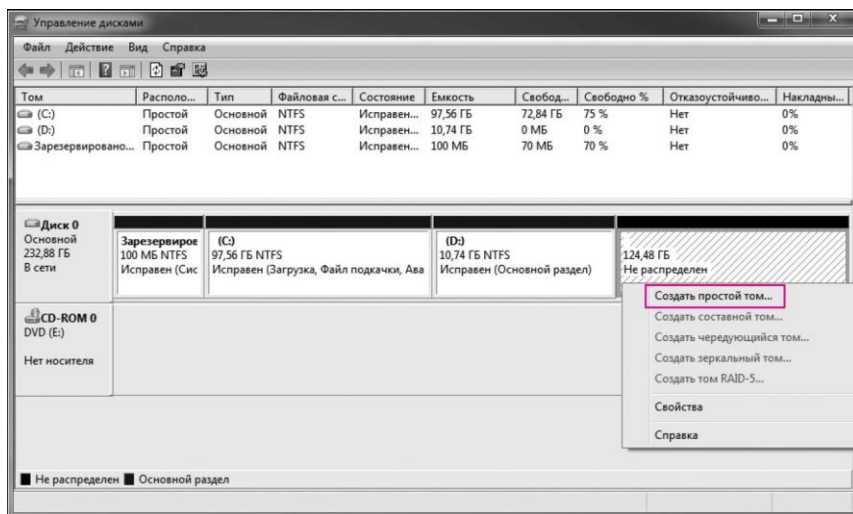 Управление дисками
Файл Действие Вид Справка
Том Располо... Тип Файловая с... Состояние Емкость Свобод... Свободно % Отказоустойчиво... Накладны...
(C:) Простой Основной NTFS Исправен... 97,56 ГБ 72,84 ГБ 75 % Нет 0%
(D:) Простой Основной NTFS Исправен... 10,74 ГБ 0 МБ 0 % Нет 0%
Зарезервировано... Простой Основной NTFS Исправен... 100 МБ 70 МБ 70 % Нет 0%
Диск 0
Основной
232,88 ГБ
В сети
Зарезервиров
100 МБ NTFS
Исправен (Сис
(C:)
97,56 ГБ NTFS
Исправен (Загрузка, Файл подкачки, Ава
(D:)
10,74 ГБ NTFS
Исправен (Основной раздел)
124,48 ГБ
Не распределен
Создать простой том...
Создать составной том...
Создать чередующийся том...
Создать зеркальный том...
Создать том RAID-5...
Свойства
Справка
CD-ROM 0
DVD (E:)
Нет носителя
Не распределен Основной раздел